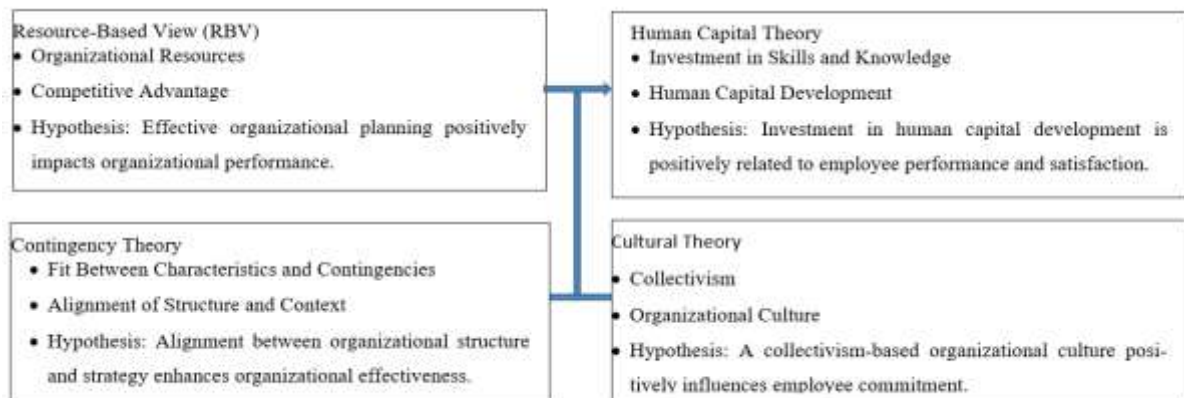 Resource-Based View (RBV)
• Organizational Resources
• Competitive Advantage
• Hypothesis: Effective organizational planning positively
impacts organizational performance.
Human Capital Theory
• Investment in Skills and Knowledge
• Human Capital Development
• Hypothesis: Investment in human capital development is
positively related to employee performance and satisfaction.
Contingency Theory
• Fit Between Characteristics and Contingencies
• Alignment of Structure and Context
• Hypothesis: Alignment between organizational structure
and strategy enhances organizational effectiveness.
Cultural Theory
• Collectivism
• Organizational Culture
• Hypothesis: A collectivism-based organizational culture posi-
tively influences employee commitment.